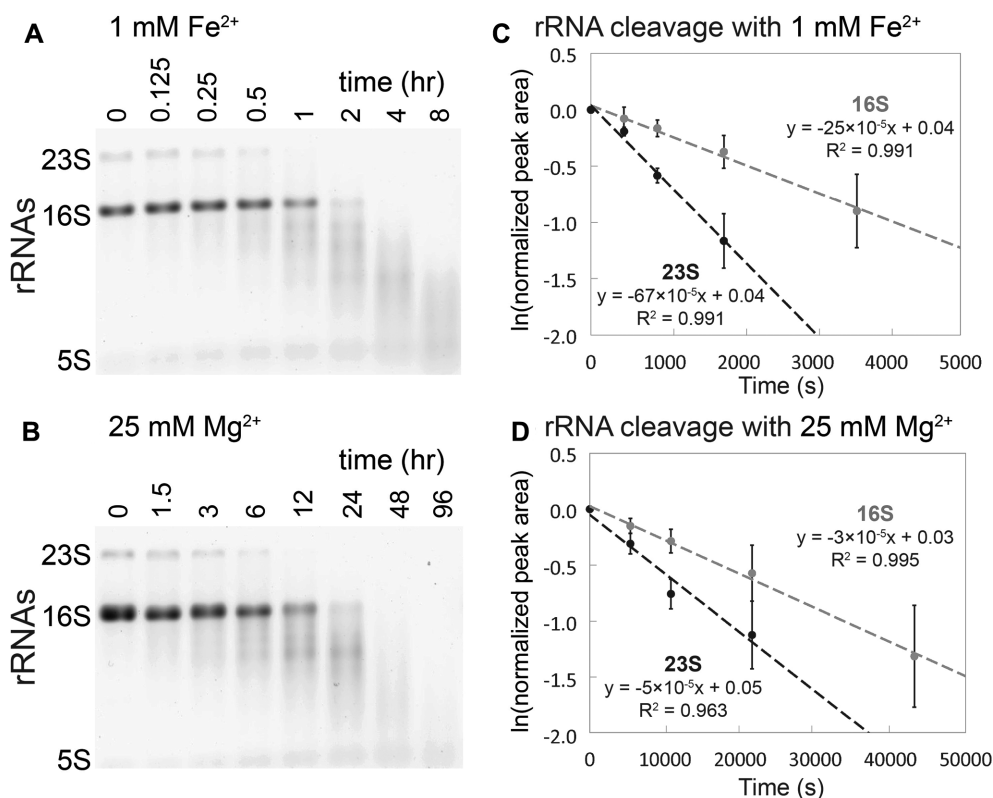 A
1 mM Fe²⁺
time (hr)
0 0.125 0.25 0.5 1 2 4 8
rRNAs
23S
16S
5S
B
25 mM Mg²⁺
time (hr)
0 1.5 3 6 12 24 48 96
rRNAs
23S
16S
5S
C rRNA cleavage with 1 mM Fe²⁺
ln(normalized peak area)
0.5
0.0
-0.5
-1.0
-1.5
-2.0
16S
y = -25×10⁻⁵x + 0.04
R² = 0.991
23S
y = -67×10⁻⁵x + 0.04
R² = 0.991
0 1000 2000 3000 4000 5000
Time (s)
D rRNA cleavage with 25 mM Mg²⁺
ln(normalized peak area)
0.5
0.0
-0.5
-1.0
-1.5
-2.0
16S
y = -3×10⁻⁵x + 0.03
R² = 0.995
23S
y = -5×10⁻⁵x + 0.05
R² = 0.963
0 10000 20000 30000 40000 50000
Time (s)